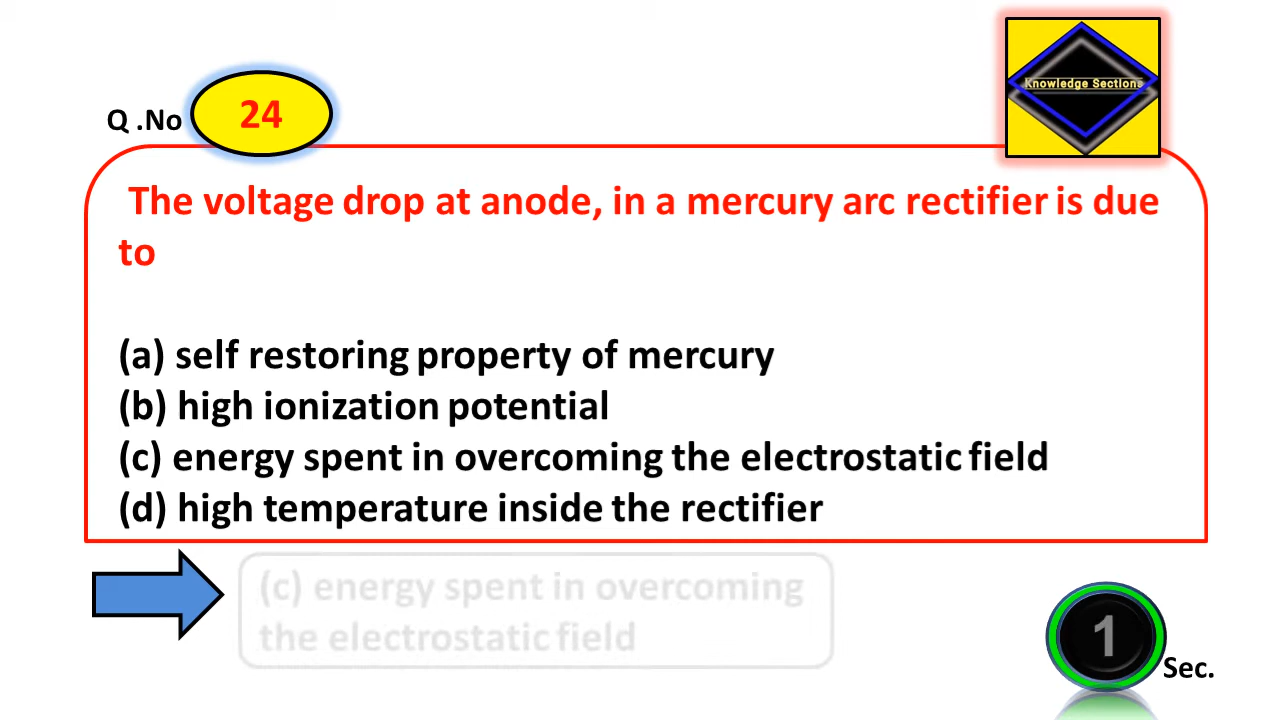 Knowledge Sections
Q .No 24
The voltage drop at anode, in a mercury arc rectifier is due
to
(a) self restoring property of mercury
(b) high ionization potential
(c) energy spent in overcoming the electrostatic field
(d) high temperature inside the rectifier
(c) energy spent in overcoming
the electrostatic field
1 Sec.